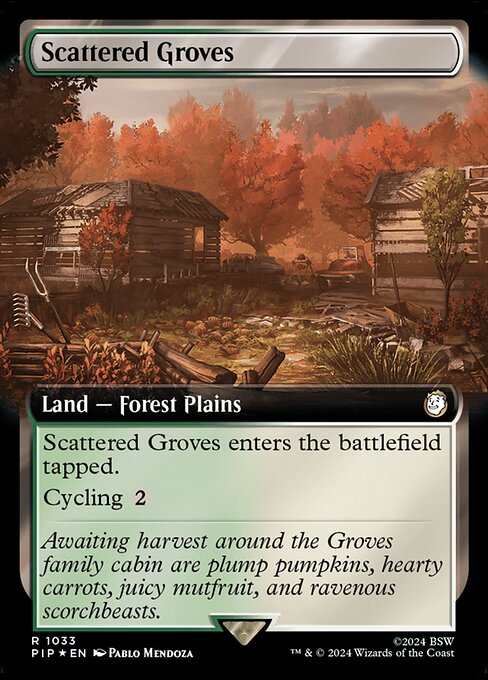 Scattered Groves
Land — Forest Plains
Scattered Groves enters the battlefield
tapped.
Cycling 2
Awaiting harvest around the Groves
family cabin are plump pumpkins, hearty
carrots, juicy mutfruit, and ravenous
scorchbeasts.
R 1033
©2024 BSW
PIP★EN Pablo Mendoza
™ & © 2024 Wizards of the Coast